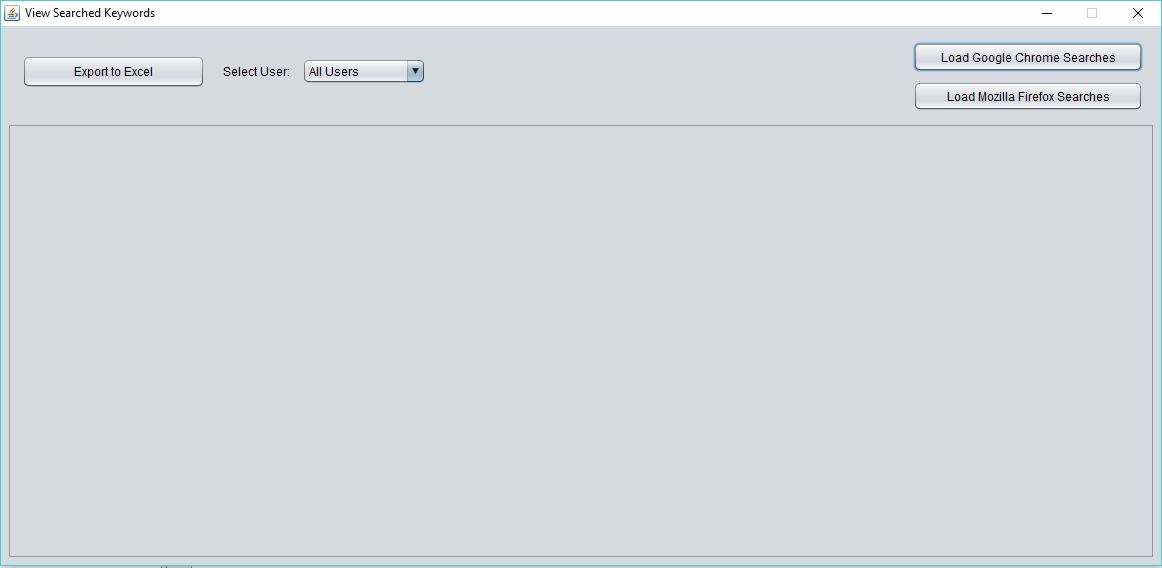 View Searched Keywords
Export to Excel
Select User:
All Users
Load Google Chrome Searches
Load Mozilla Firefox Searches